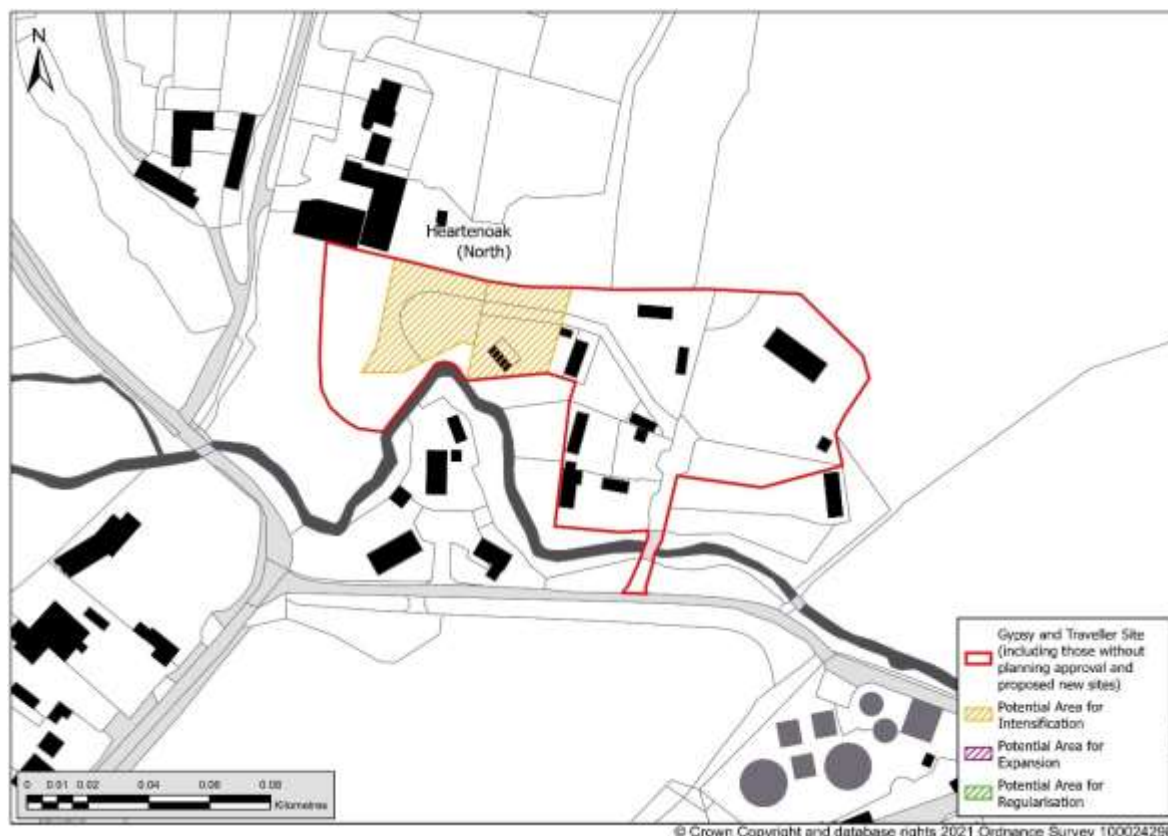 N
Heartenoak
(North)
Gypsy and Traveller Site
(including those without
planning approval and
proposed new sites)
Potential Area for
Intensification
Potential Area for
Expansion
Potential Area for
Regularisation
0 0.01 0.02 0.04 0.06 0.08
Kilometres
© Crown Copyright and database rights 2021 Ordnance Survey